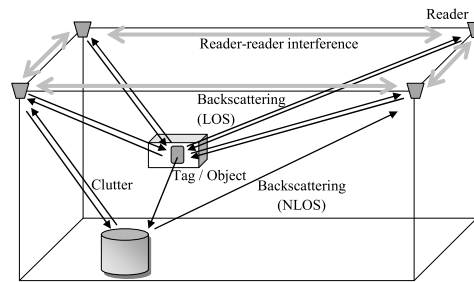 Reader
Reader-reader interference
Backscattering
(LOS)
Tag / Object
Clutter
Backscattering
(NLOS)